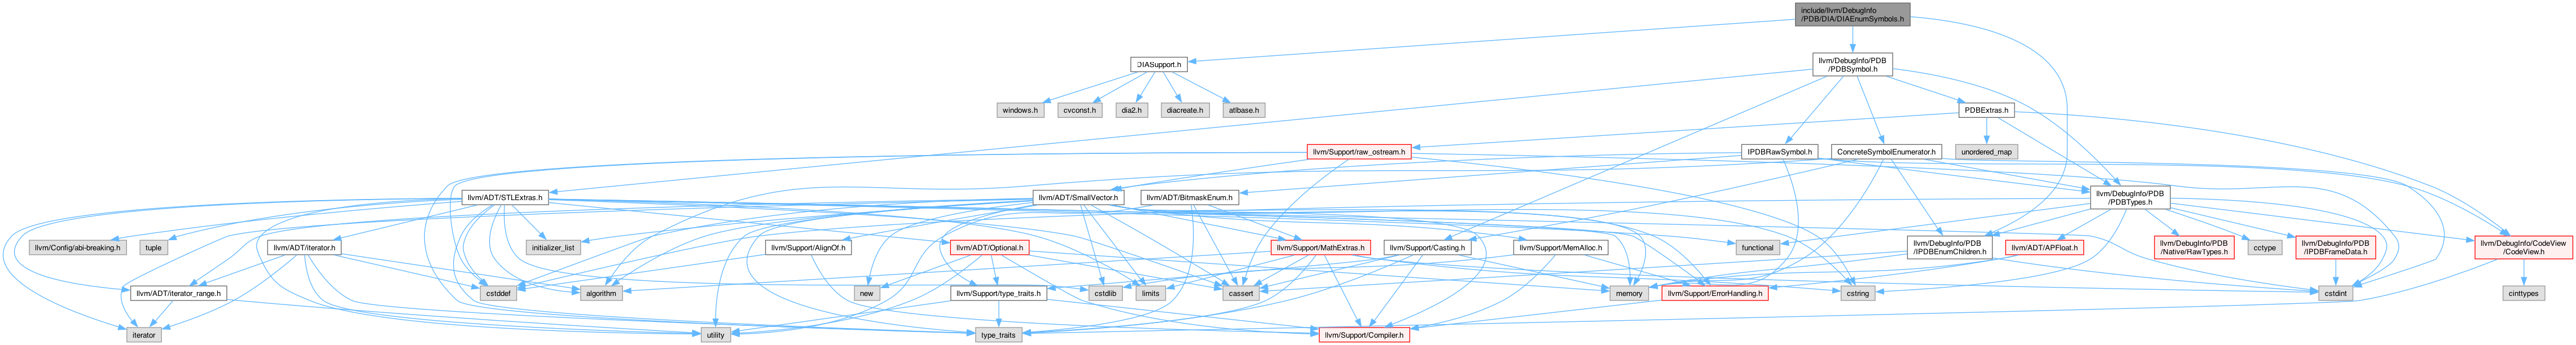 include/llvm/DebugInfo
/PDB/DIA/DIAEnumSymbols.h
DIASupport.h
llvm/DebugInfo/PDB
/PDBSymbol.h
windows.h
cvconst.h
dia2.h
diacreate.h
atlbase.h
PDBExtras.h
llvm/Support/raw_ostream.h
IPDBRawSymbol.h
ConcreteSymbolEnumerator.h
unordered_map
llvm/ADT/STLExtras.h
llvm/ADT/SmallVector.h
llvm/ADT/BitmaskEnum.h
llvm/DebugInfo/PDB
/PDBTypes.h
llvm/Config/abi-breaking.h
tuple
llvm/ADT/iterator.h
initializer_list
llvm/Support/AlignOf.h
llvm/ADT/Optional.h
llvm/Support/MathExtras.h
llvm/Support/Casting.h
llvm/Support/MemAlloc.h
functional
llvm/DebugInfo/PDB
/IPDBEnumChildren.h
llvm/ADT/APFloat.h
llvm/DebugInfo/PDB
/Native/RawTypes.h
cctype
llvm/DebugInfo/PDB
/IPDBFrameData.h
llvm/DebugInfo/CodeView
/CodeView.h
llvm/ADT/iterator_range.h
cstddef
algorithm
new
llvm/Support/type_traits.h
cstdlib
limits
cassert
memory
llvm/Support/ErrorHandling.h
cstring
cstdint
cinttypes
iterator
utility
type_traits
llvm/Support/Compiler.h